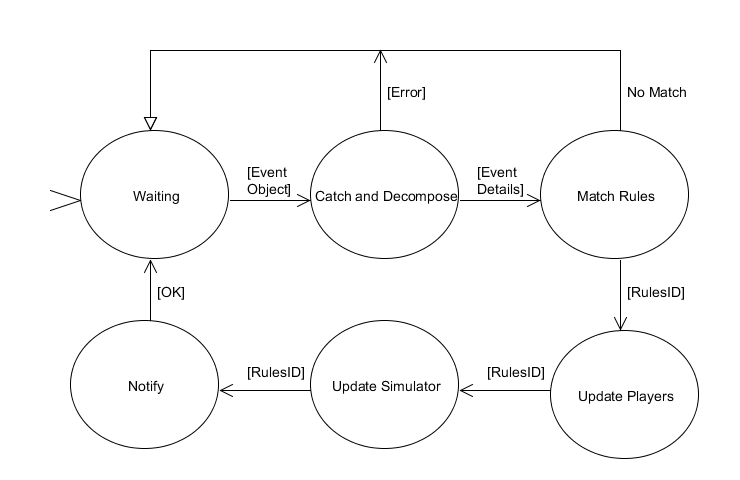 [Error]
No Match
[Event
Object]
[Event
Details]
Waiting
Catch and Decompose
Match Rules
[OK]
[RulesID]
[RulesID]
[RulesID]
Notify
Update Simulator
Update Players